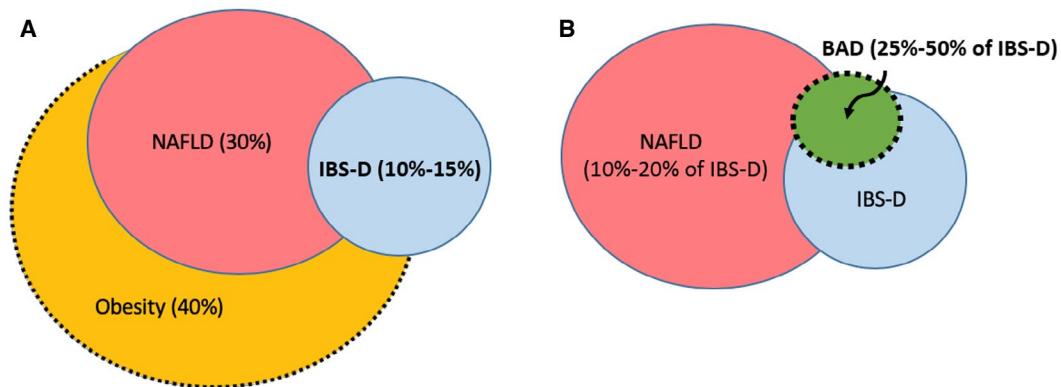 A
NAFLD (30%)
IBS-D (10%-15%)
Obesity (40%)
B
BAD (25%-50% of IBS-D)
NAFLD
(10%-20% of IBS-D)
IBS-D